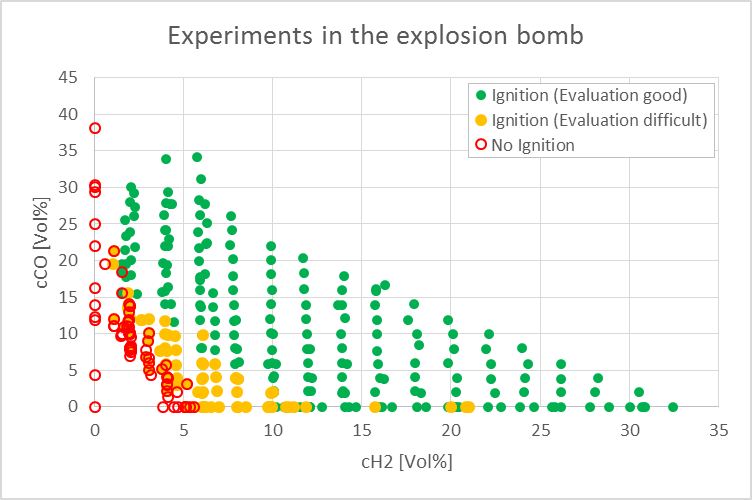 Experiments in the explosion bomb
45
40
35
30
25
20
15
10
5
0
cCO [Vol%]
Ignition (Evaluation good)
Ignition (Evaluation difficult)
No Ignition
0 5 10 15 20 25 30 35
cH2 [Vol%]